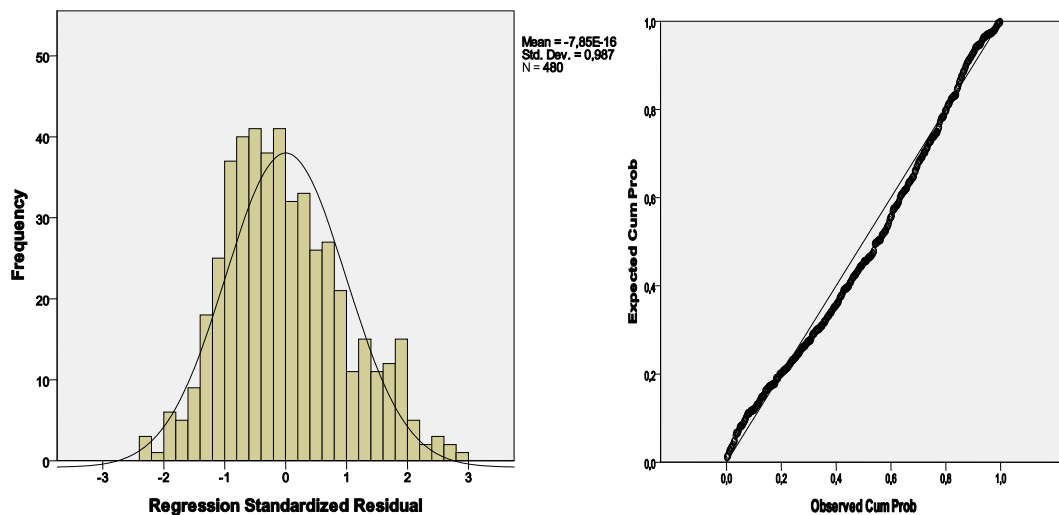 Mean = -7,85E-16
Std. Dev. = 0,987
N = 480
50
40
30
20
10
0
Frequency
-3 -2 -1 0 1 2 3
Regression Standardized Residual
1,0
0,8
0,6
0,4
0,2
0,0
Expected Cum Prob
0,0 0,2 0,4 0,6 0,8 1,0
Observed Cum Prob